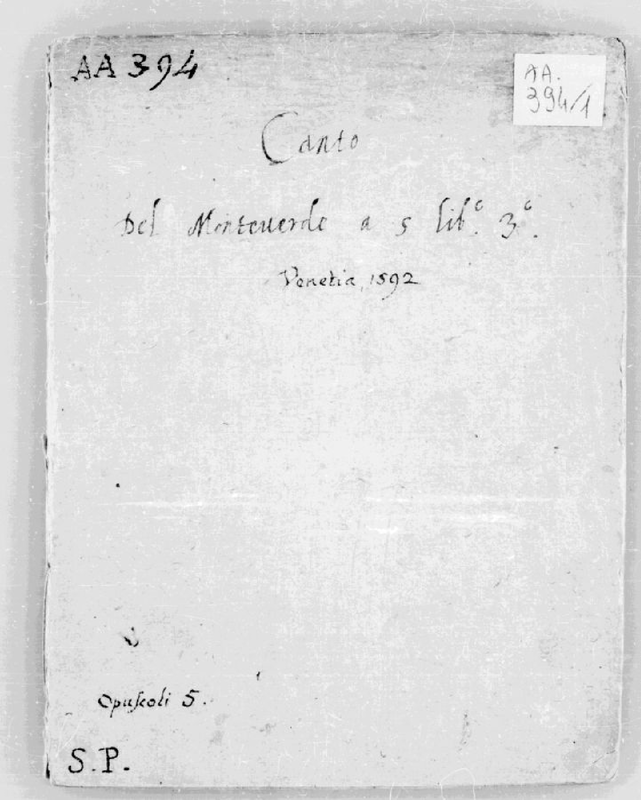 AA 394
AA.
394/1
Canto
Del Monteuerde a 5 lib.º 3.º
Venetia, 1592
Opuſcoli 5.
S.P.